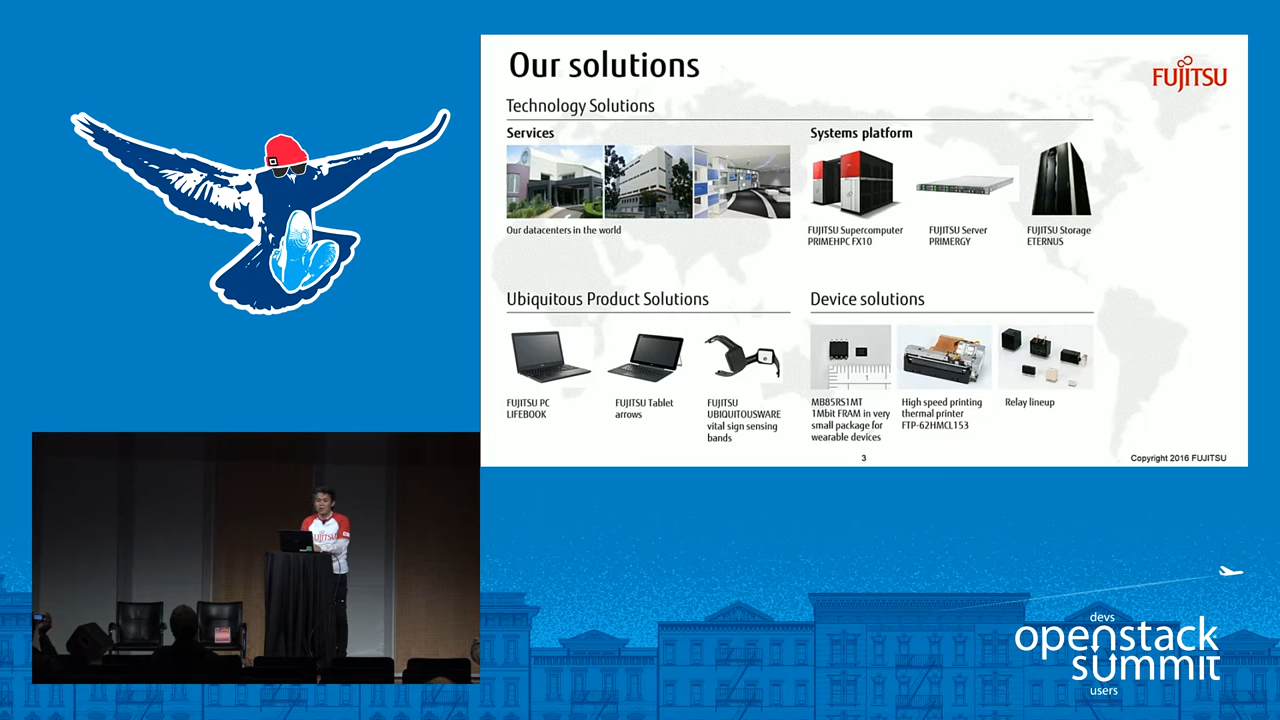 Our solutions
FUJITSU
Technology Solutions
Services
Systems platform
Our datacenters in the world
FUJITSU Supercomputer
PRIMEHPC FX10
FUJITSU Server
PRIMERGY
FUJITSU Storage
ETERNUS
Ubiquitous Product Solutions
Device solutions
FUJITSU PC
LIFEBOOK
FUJITSU Tablet
arrows
FUJITSU
UBIQUITOUSWARE
vital sign sensing
bands
MB85RS1MT
1Mbit FRAM in very
small package for
wearable devices
High speed printing
thermal printer
FTP-62HMCL153
Relay lineup
3
Copyright 2016 FUJITSU
FUJITSU
devs
openstack
summit
users